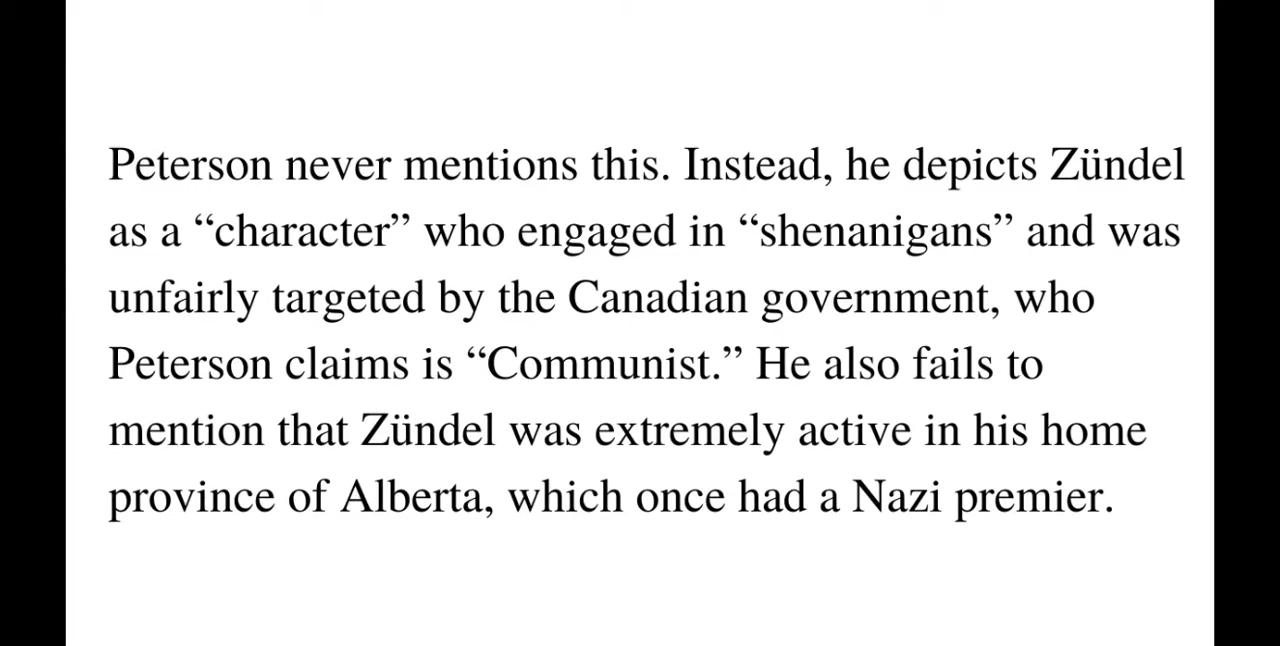 Peterson never mentions this. Instead, he depicts Zündel
as a “character” who engaged in “shenanigans” and was
unfairly targeted by the Canadian government, who
Peterson claims is “Communist.” He also fails to
mention that Zündel was extremely active in his home
province of Alberta, which once had a Nazi premier.